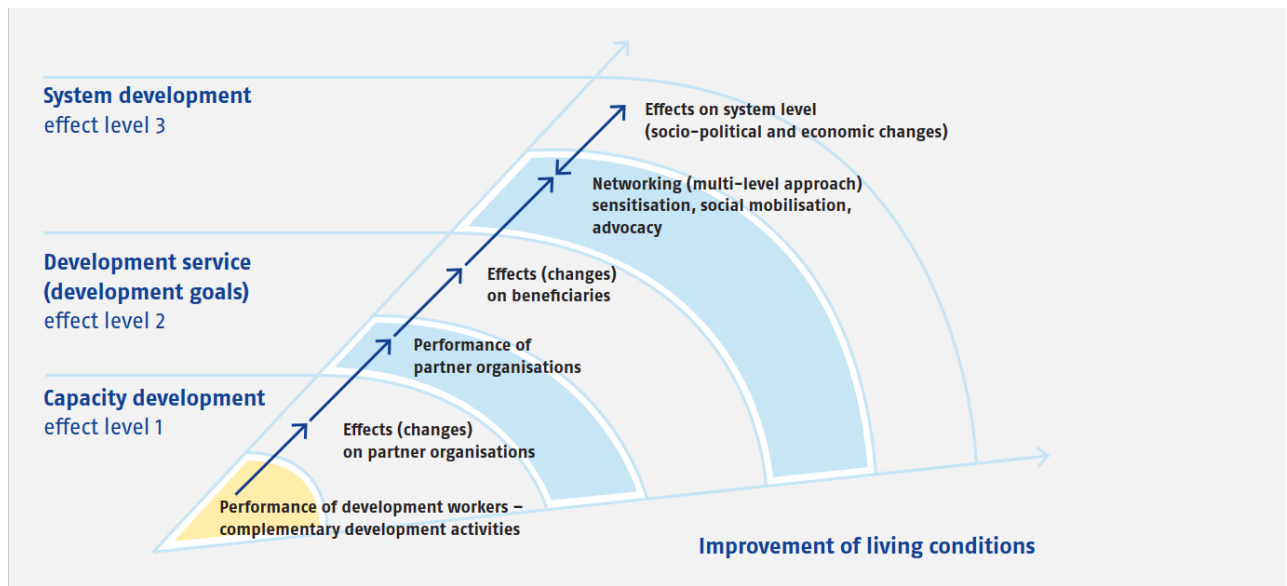 System development
effect level 3
Effects on system level
(socio-political and economic changes)
Networking (multi-level approach)
sensitisation, social mobilisation,
advocacy
Development service
(development goals)
effect level 2
Effects (changes)
on beneficiaries
Performance of
partner organisations
Capacity development
effect level 1
Effects (changes)
on partner organisations
Performance of development workers –
complementary development activities
Improvement of living conditions